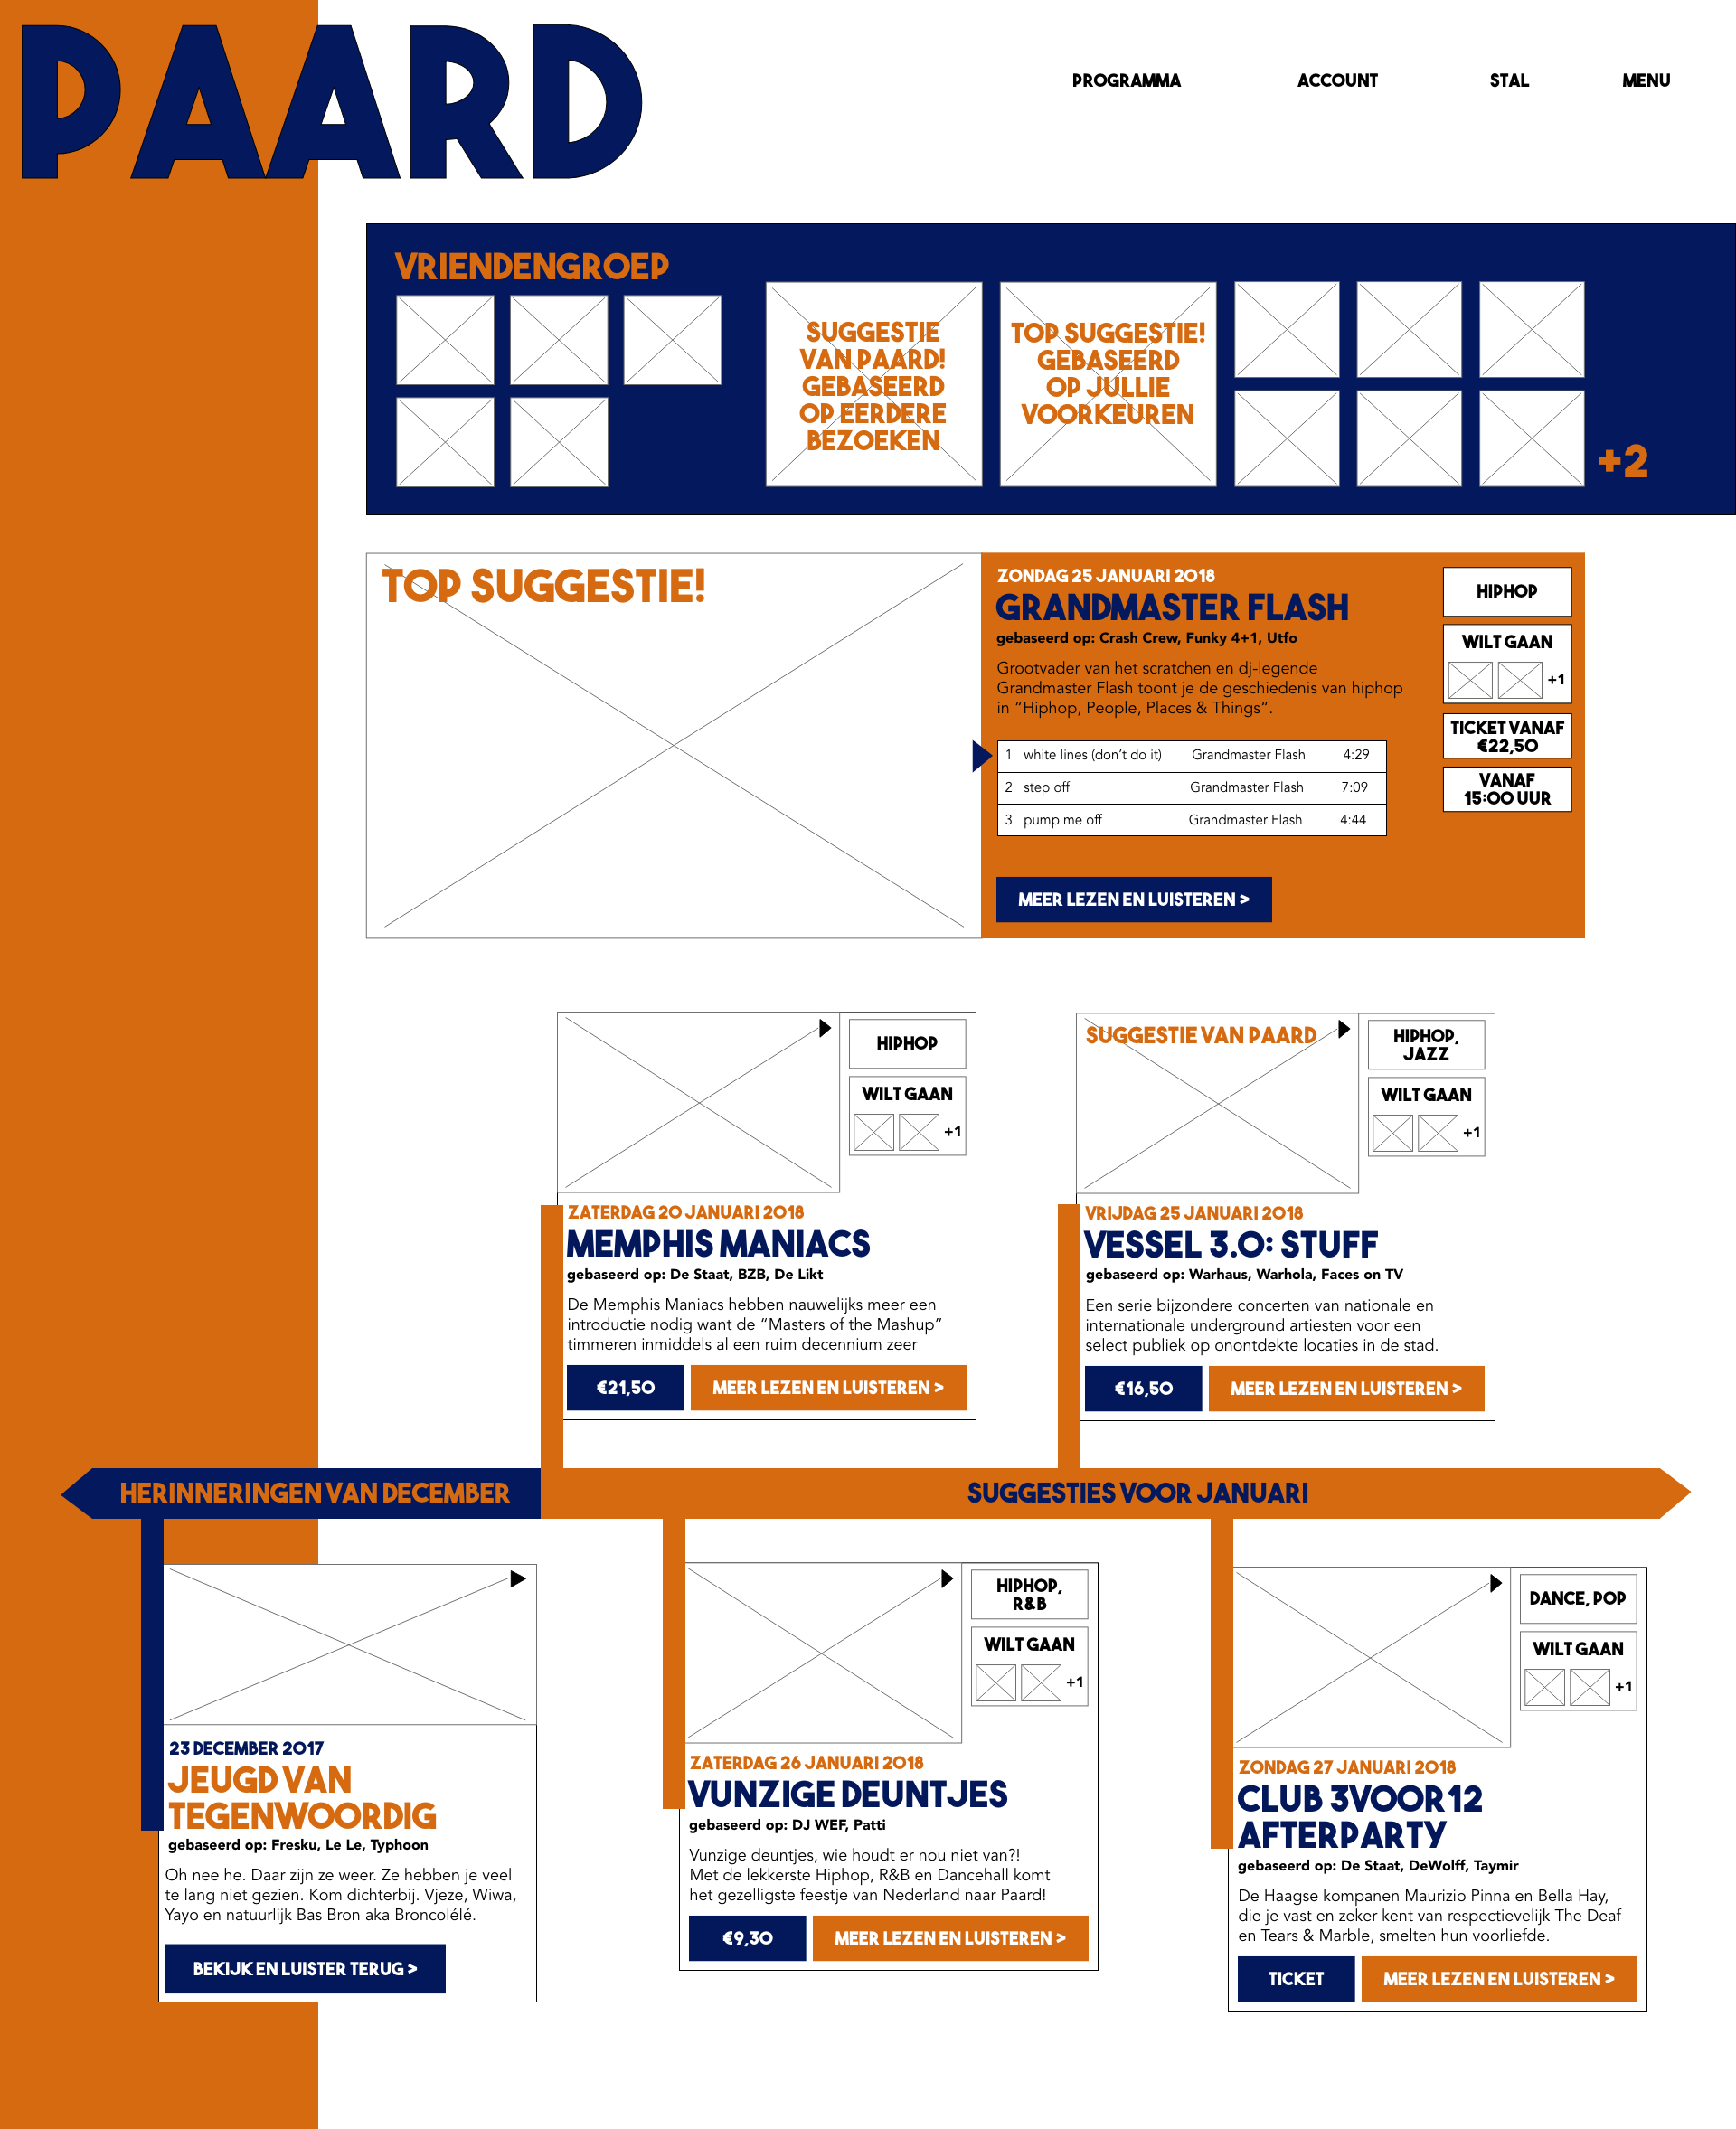 PAARD
PROGRAMMA
ACCOUNT
STAL
MENU
VRIENDENGROEP
SUGGESTIE
VAN PAARD!
GEBASEERD
OP EERDERE
BEZOEKEN
TOP SUGGESTIE!
GEBASEERD
OP JULLIE
VOORKEUREN
+2
TOP SUGGESTIE!
ZONDAG 25 JANUARI 2018
GRANDMASTER FLASH
gebaseerd op: Crash Crew, Funky 4+1, Utfo
Grootvader van het scratchen en dj-legende
Grandmaster Flash toont je de geschiedenis van hiphop
in “Hiphop, People, Places & Things”.
1 white lines (don’t do it) Grandmaster Flash 4:29
2 step off Grandmaster Flash 7:09
3 pump me off Grandmaster Flash 4:44
MEER LEZEN EN LUISTEREN >
HIPHOP
WILT GAAN
+1
TICKET VANAF
€22,50
VANAF
15:00 UUR
HIPHOP
WILT GAAN
+1
ZATERDAG 20 JANUARI 2018
MEMPHIS MANIACS
gebaseerd op: De Staat, BZB, De Likt
De Memphis Maniacs hebben nauwelijks meer een
introductie nodig want de “Masters of the Mashup”
timmeren inmiddels al een ruim decennium zeer
€21,50
MEER LEZEN EN LUISTEREN >
SUGGESTIE VAN PAARD
HIPHOP,
JAZZ
WILT GAAN
+1
VRIJDAG 25 JANUARI 2018
VESSEL 3.0: STUFF
gebaseerd op: Warhaus, Warhola, Faces on TV
Een serie bijzondere concerten van nationale en
internationale underground artiesten voor een
select publiek op onontdekte locaties in de stad.
€16,50
MEER LEZEN EN LUISTEREN >
HERINNERINGEN VAN DECEMBER
SUGGESTIES VOOR JANUARI
23 DECEMBER 2017
JEUGD VAN
TEGENWOORDIG
gebaseerd op: Fresku, Le Le, Typhoon
Oh nee he. Daar zijn ze weer. Ze hebben je veel
te lang niet gezien. Kom dichterbij. Vjeze, Wiwa,
Yayo en natuurlijk Bas Bron aka Broncolélé.
BEKIJK EN LUISTER TERUG >
HIPHOP,
R&B
WILT GAAN
+1
ZATERDAG 26 JANUARI 2018
VUNZIGE DEUNTJES
gebaseerd op: DJ WEF, Patti
Vunzige deuntjes, wie houdt er nou niet van?!
Met de lekkerste Hiphop, R&B en Dancehall komt
het gezelligste feestje van Nederland naar Paard!
€9,30
MEER LEZEN EN LUISTEREN >
DANCE, POP
WILT GAAN
+1
ZONDAG 27 JANUARI 2018
CLUB 3VOOR12
AFTERPARTY
gebaseerd op: De Staat, DeWolff, Taymir
De Haagse kompanen Maurizio Pinna en Bella Hay,
die je vast en zeker kent van respectievelijk The Deaf
en Tears & Marble, smelten hun voorliefde.
TICKET
MEER LEZEN EN LUISTEREN >